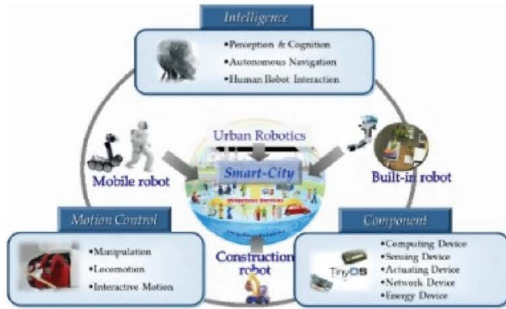 Intelligence
•Perception & Cognition
•Autonomous Navigation
•Human Robot Interaction
Urban Robotics
Smart-City
Mobile robot
Built-in robot
Motion Control
•Manipulation
•Locomotion
•Interactive Motion
Construction
robot
Component
TinyOS
•Computing Device
•Sensing Device
•Actuating Device
•Network Device
•Energy Device